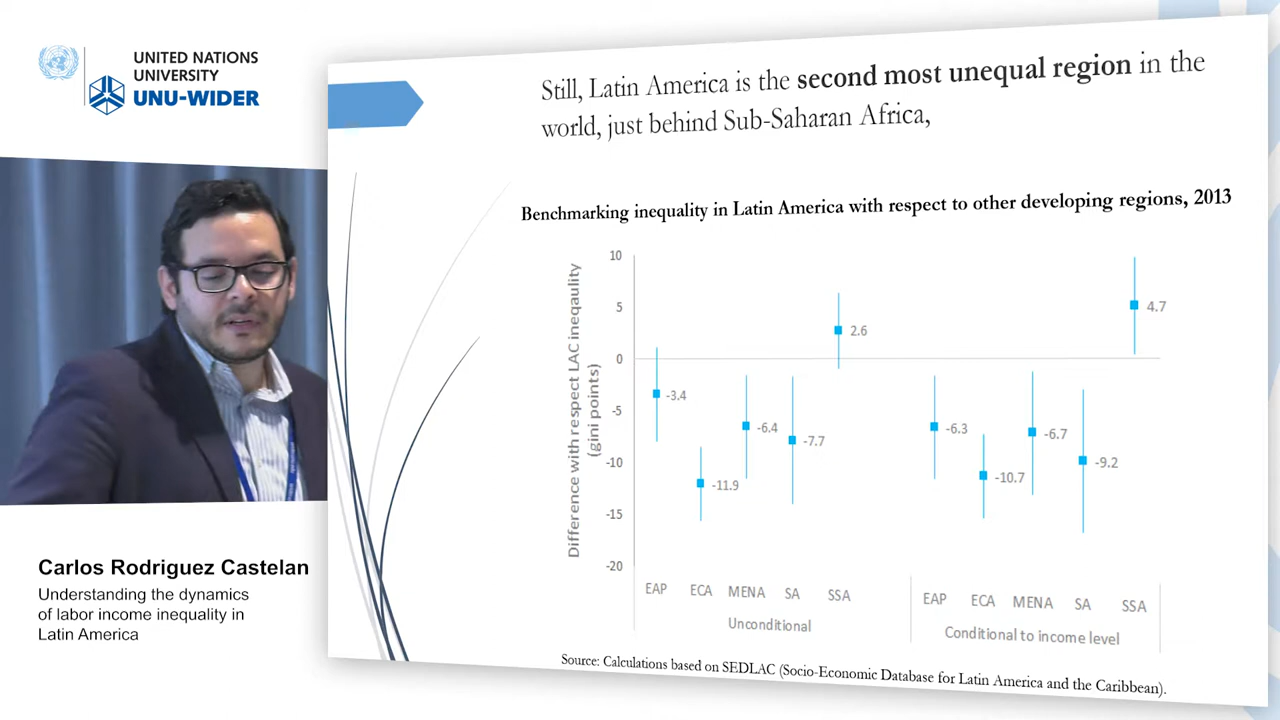 UNITED NATIONS
UNIVERSITY
UNU-WIDER
Still, Latin America is the second most unequal region in the
world, just behind Sub-Saharan Africa,
Benchmarking inequality in Latin America with respect to other developing regions, 2013
Difference with respect LAC ineqaulity
(gini points)
10
5
0
-5
-10
-15
-20
-3.4
-11.9
-6.4
-7.7
2.6
-6.3
-10.7
-6.7
-9.2
4.7
EAP ECA MENA SA SSA
EAP ECA MENA SA SSA
Unconditional
Conditional to income level
Source: Calculations based on SEDLAC (Socio-Economic Database for Latin America and the Caribbean).
Carlos Rodriguez Castelan
Understanding the dynamics
of labor income inequality in
Latin America